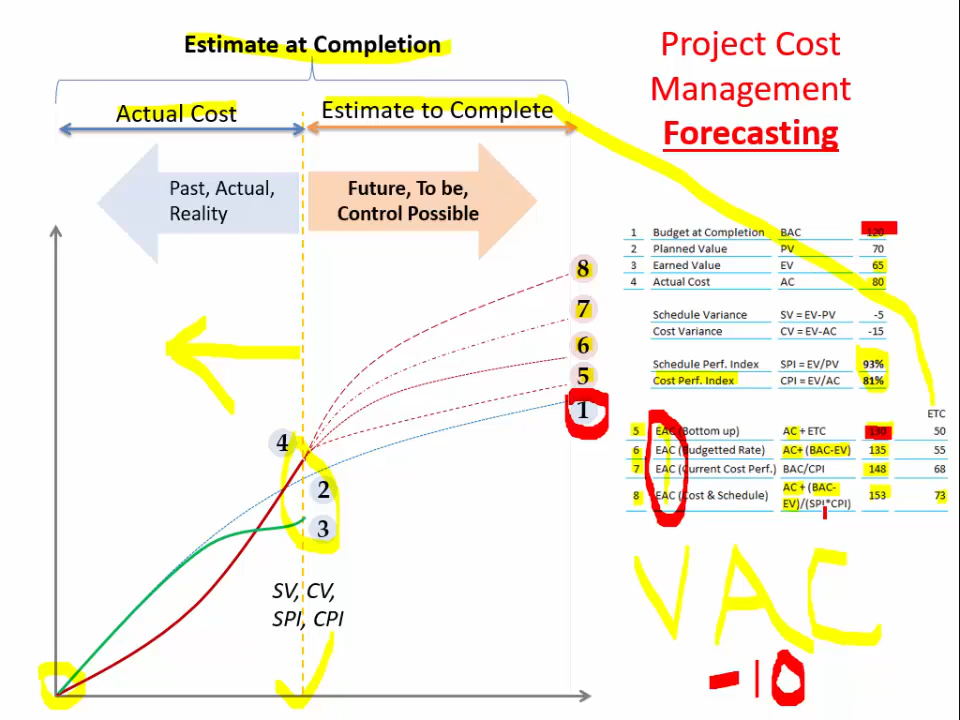 Estimate at Completion
Project Cost
Management
Forecasting
Actual Cost
Estimate to Complete
Past, Actual,
Reality
Future, To be,
Control Possible
1 Budget at Completion BAC 120
2 Planned Value PV 70
3 Earned Value EV 65
4 Actual Cost AC 80
Schedule Variance SV = EV-PV -5
Cost Variance CV = EV-AC -15
Schedule Perf. Index SPI = EV/PV 93%
Cost Perf. Index CPI = EV/AC 81%
ETC
5 EAC (Bottom up) AC + ETC 130 50
6 EAC (Budgetted Rate) AC+ (BAC-EV) 135 55
7 EAC (Current Cost Perf.) BAC/CPI 148 68
8 EAC (Cost & Schedule) AC + (BAC-
EV)/(SPI*CPI) 153 73
8
7
6
5
1
4
2
3
SV, CV,
SPI, CPI
VAC
-10